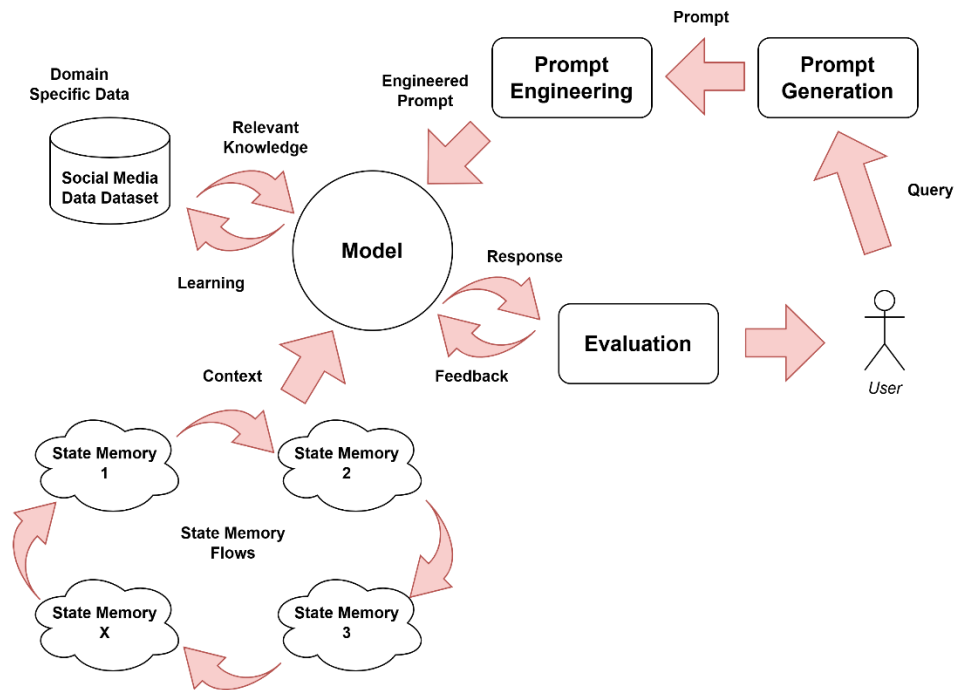 Prompt
Prompt
Engineering
Prompt
Generation
Engineered
Prompt
Domain
Specific Data
Relevant
Knowledge
Social Media
Data Dataset
Query
Model
Learning
Response
Evaluation
Feedback
User
Context
State Memory
1
State Memory
2
State Memory
Flows
State Memory
X
State Memory
3